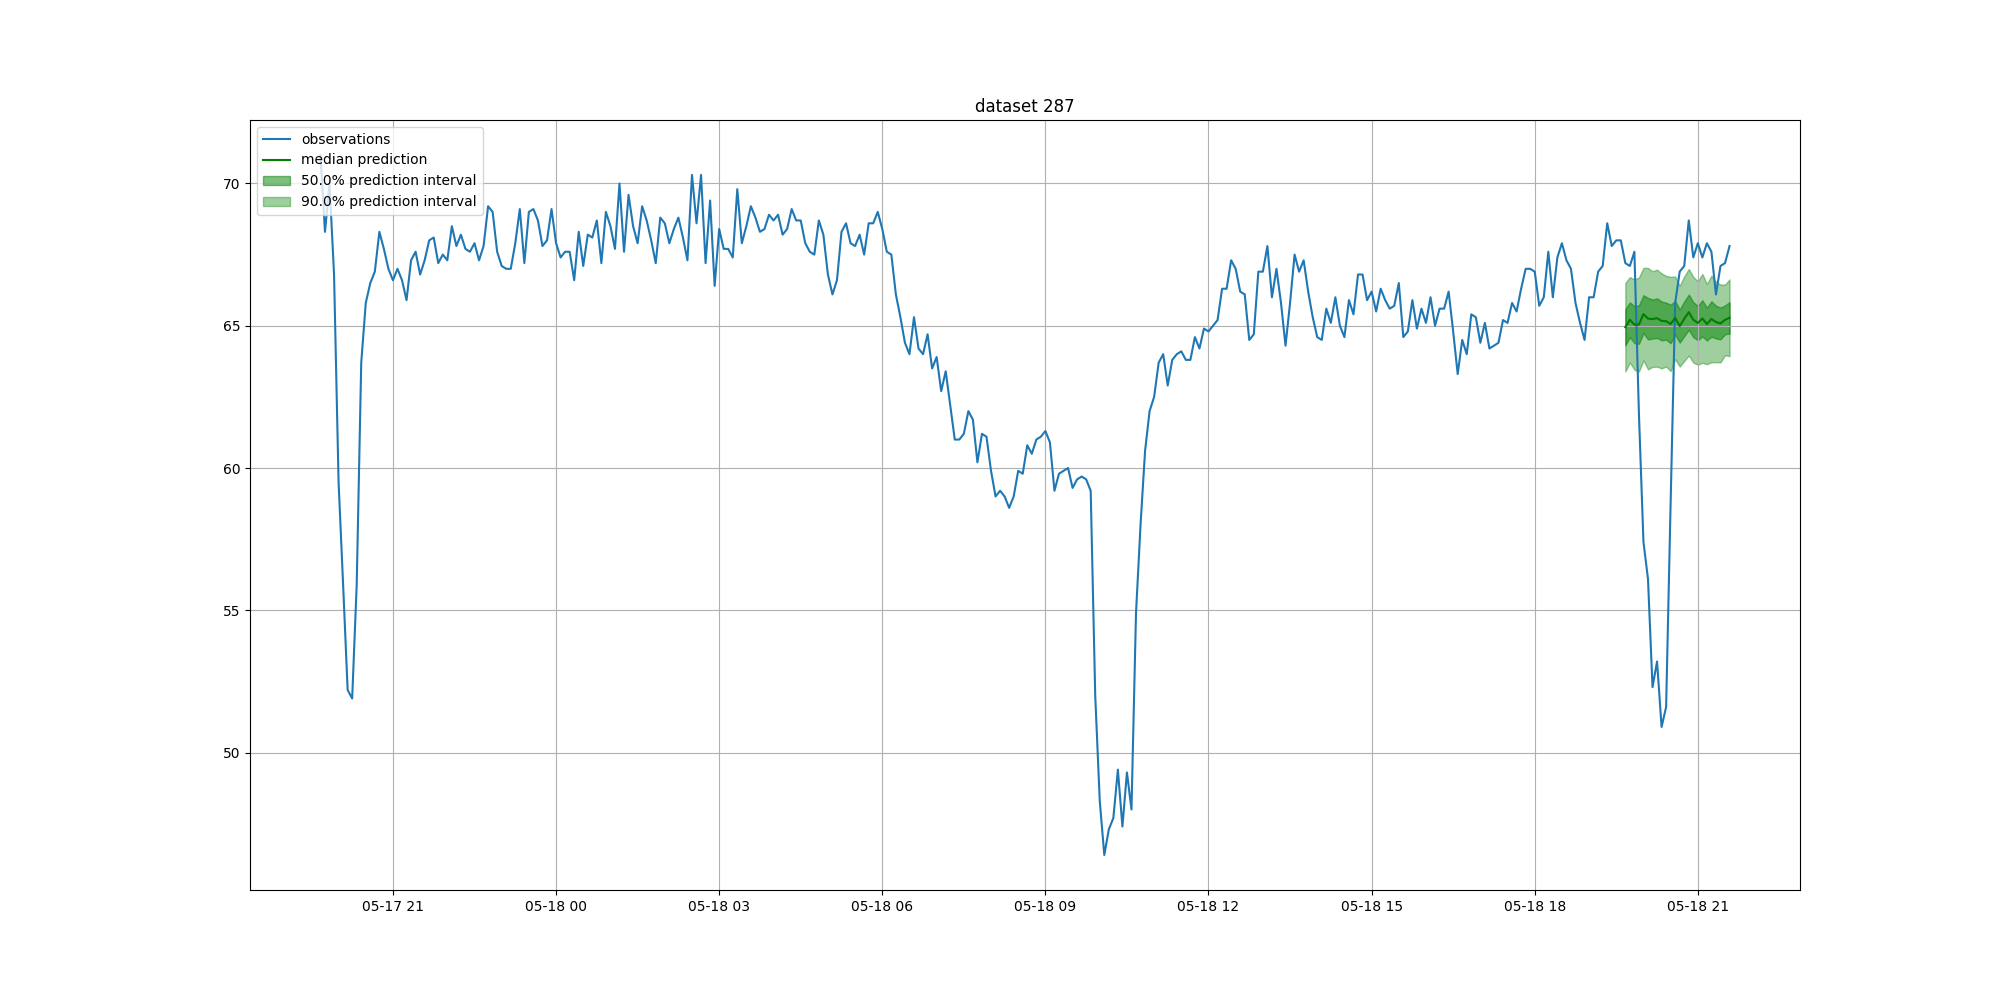 dataset 287
observations
median prediction
50.0% prediction interval
90.0% prediction interval
70
65
60
55
50
05-17 21
05-18 00
05-18 03
05-18 06
05-18 09
05-18 12
05-18 15
05-18 18
05-18 21